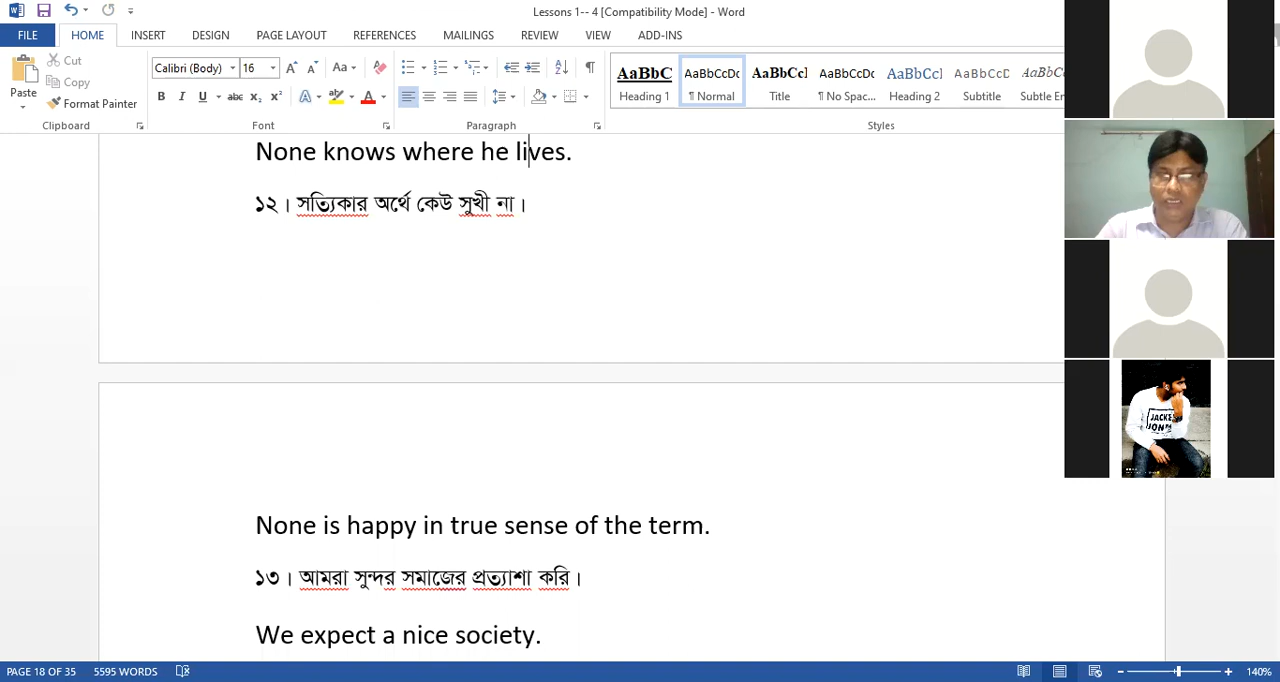 Lessons 1-- 4 [Compatibility Mode] - Word
FILE HOME INSERT DESIGN PAGE LAYOUT REFERENCES MAILINGS REVIEW VIEW ADD-INS
Paste
Cut
Copy
Format Painter
Clipboard
Calibri (Body) 16
Font
Paragraph
AaBbC AaBbCcDc AaBbCcl AaBbCcDc AaBbCcl AaBbCcD AaBbCc
Heading 1 ¶ Normal Title ¶ No Spac... Heading 2 Subtitle Subtle Em
Styles
None knows where he lives.
১২। সত্যিকার অর্থে কেউ সুখী না।
None is happy in true sense of the term.
১৩। আমরা সুন্দর সমাজের প্রত্যাশা করি।
We expect a nice society.
JACK
JON
PAGE 18 OF 35 5595 WORDS 140%